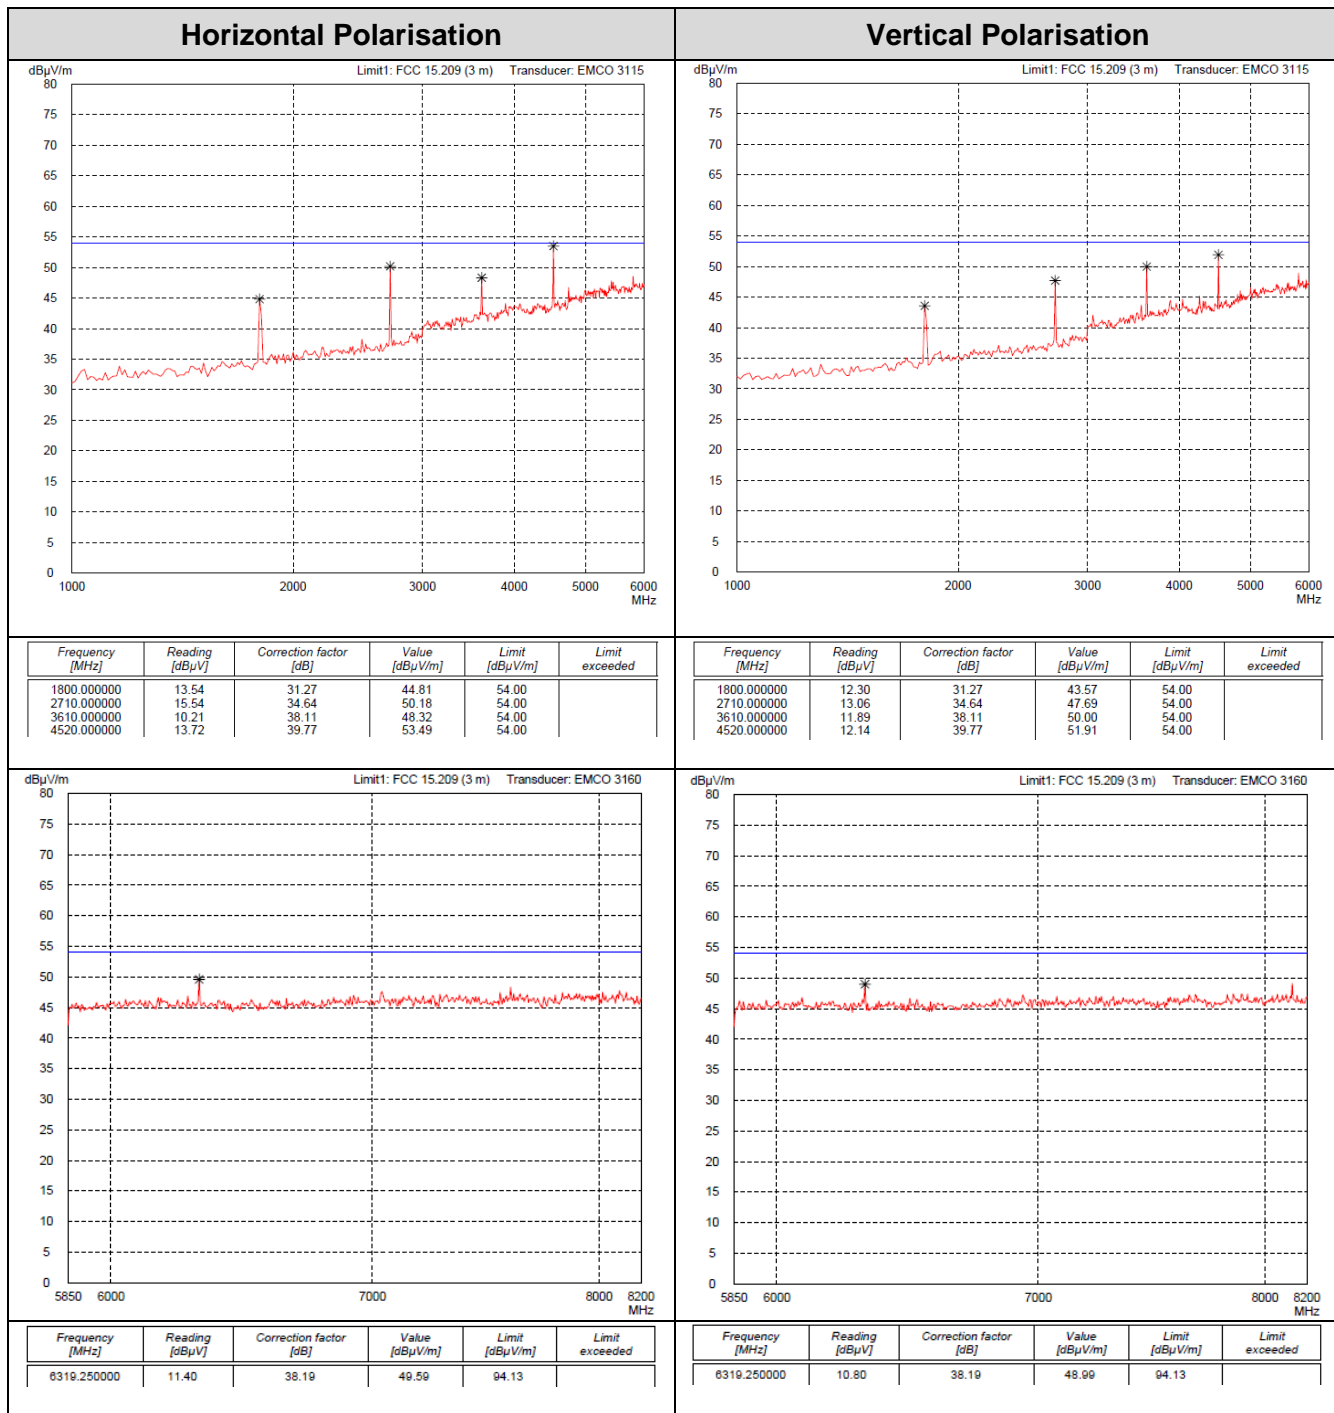 Horizontal Polarisation
Vertical Polarisation
dBµV/m Limit1: FCC 15.209 (3 m) Transducer: EMCO 3115
80
75
70
65
60
55
50
45
40
35
30
25
20
15
10
5
0
1000 2000 3000 4000 5000 6000
MHz
dBµV/m Limit1: FCC 15.209 (3 m) Transducer: EMCO 3115
80
75
70
65
60
55
50
45
40
35
30
25
20
15
10
5
0
1000 2000 3000 4000 5000 6000
MHz
Frequency Reading Correction factor Value Limit Limit
[MHz] [dBµV] [dB] [dBµV/m] [dBµV/m] exceeded
1800.000000 13.54 31.27 44.81 54.00
2710.000000 15.54 34.64 50.18 54.00
3610.000000 10.21 38.11 48.32 54.00
4520.000000 13.72 39.77 53.49 54.00
Frequency Reading Correction factor Value Limit Limit
[MHz] [dBµV] [dB] [dBµV/m] [dBµV/m] exceeded
1800.000000 12.30 31.27 43.57 54.00
2710.000000 13.06 34.64 47.69 54.00
3610.000000 11.89 38.11 50.00 54.00
4520.000000 12.14 39.77 51.91 54.00
dBµV/m Limit1: FCC 15.209 (3 m) Transducer: EMCO 3160
80
75
70
65
60
55
50
45
40
35
30
25
20
15
10
5
0
5850 6000 7000 8000 8200
MHz
dBµV/m Limit1: FCC 15.209 (3 m) Transducer: EMCO 3160
80
75
70
65
60
55
50
45
40
35
30
25
20
15
10
5
0
5850 6000 7000 8000 8200
MHz
Frequency Reading Correction factor Value Limit Limit
[MHz] [dBµV] [dB] [dBµV/m] [dBµV/m] exceeded
6319.250000 11.40 38.19 49.59 94.13
Frequency Reading Correction factor Value Limit Limit
[MHz] [dBµV] [dB] [dBµV/m] [dBµV/m] exceeded
6319.250000 10.80 38.19 48.99 94.13